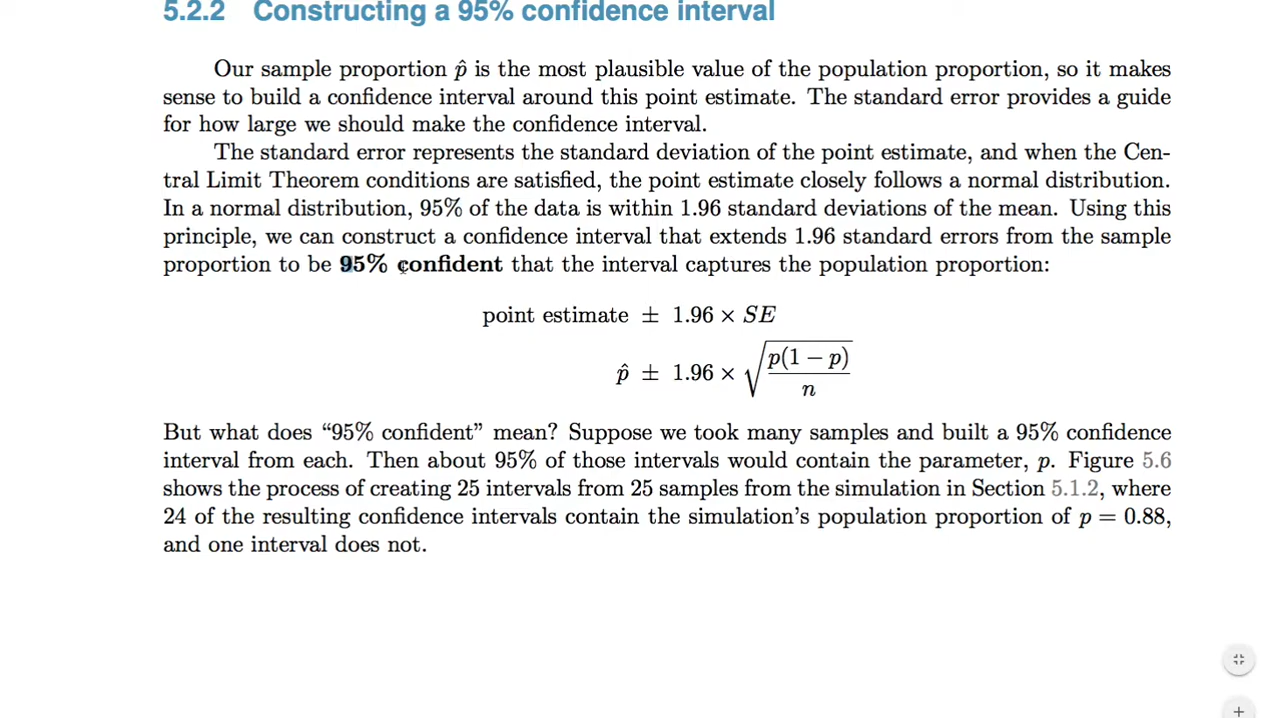 5.2.2 Constructing a 95% confidence interval
Our sample proportion p̂ is the most plausible value of the population proportion, so it makes
sense to build a confidence interval around this point estimate. The standard error provides a guide
for how large we should make the confidence interval.
The standard error represents the standard deviation of the point estimate, and when the Cen-
tral Limit Theorem conditions are satisfied, the point estimate closely follows a normal distribution.
In a normal distribution, 95% of the data is within 1.96 standard deviations of the mean. Using this
principle, we can construct a confidence interval that extends 1.96 standard errors from the sample
proportion to be 95% confident that the interval captures the population proportion:
point estimate ± 1.96 × SE
p̂ ± 1.96 × √(p(1 − p)/n)
But what does “95% confident” mean? Suppose we took many samples and built a 95% confidence
interval from each. Then about 95% of those intervals would contain the parameter, p. Figure 5.6
shows the process of creating 25 intervals from 25 samples from the simulation in Section 5.1.2, where
24 of the resulting confidence intervals contain the simulation’s population proportion of p = 0.88,
and one interval does not.